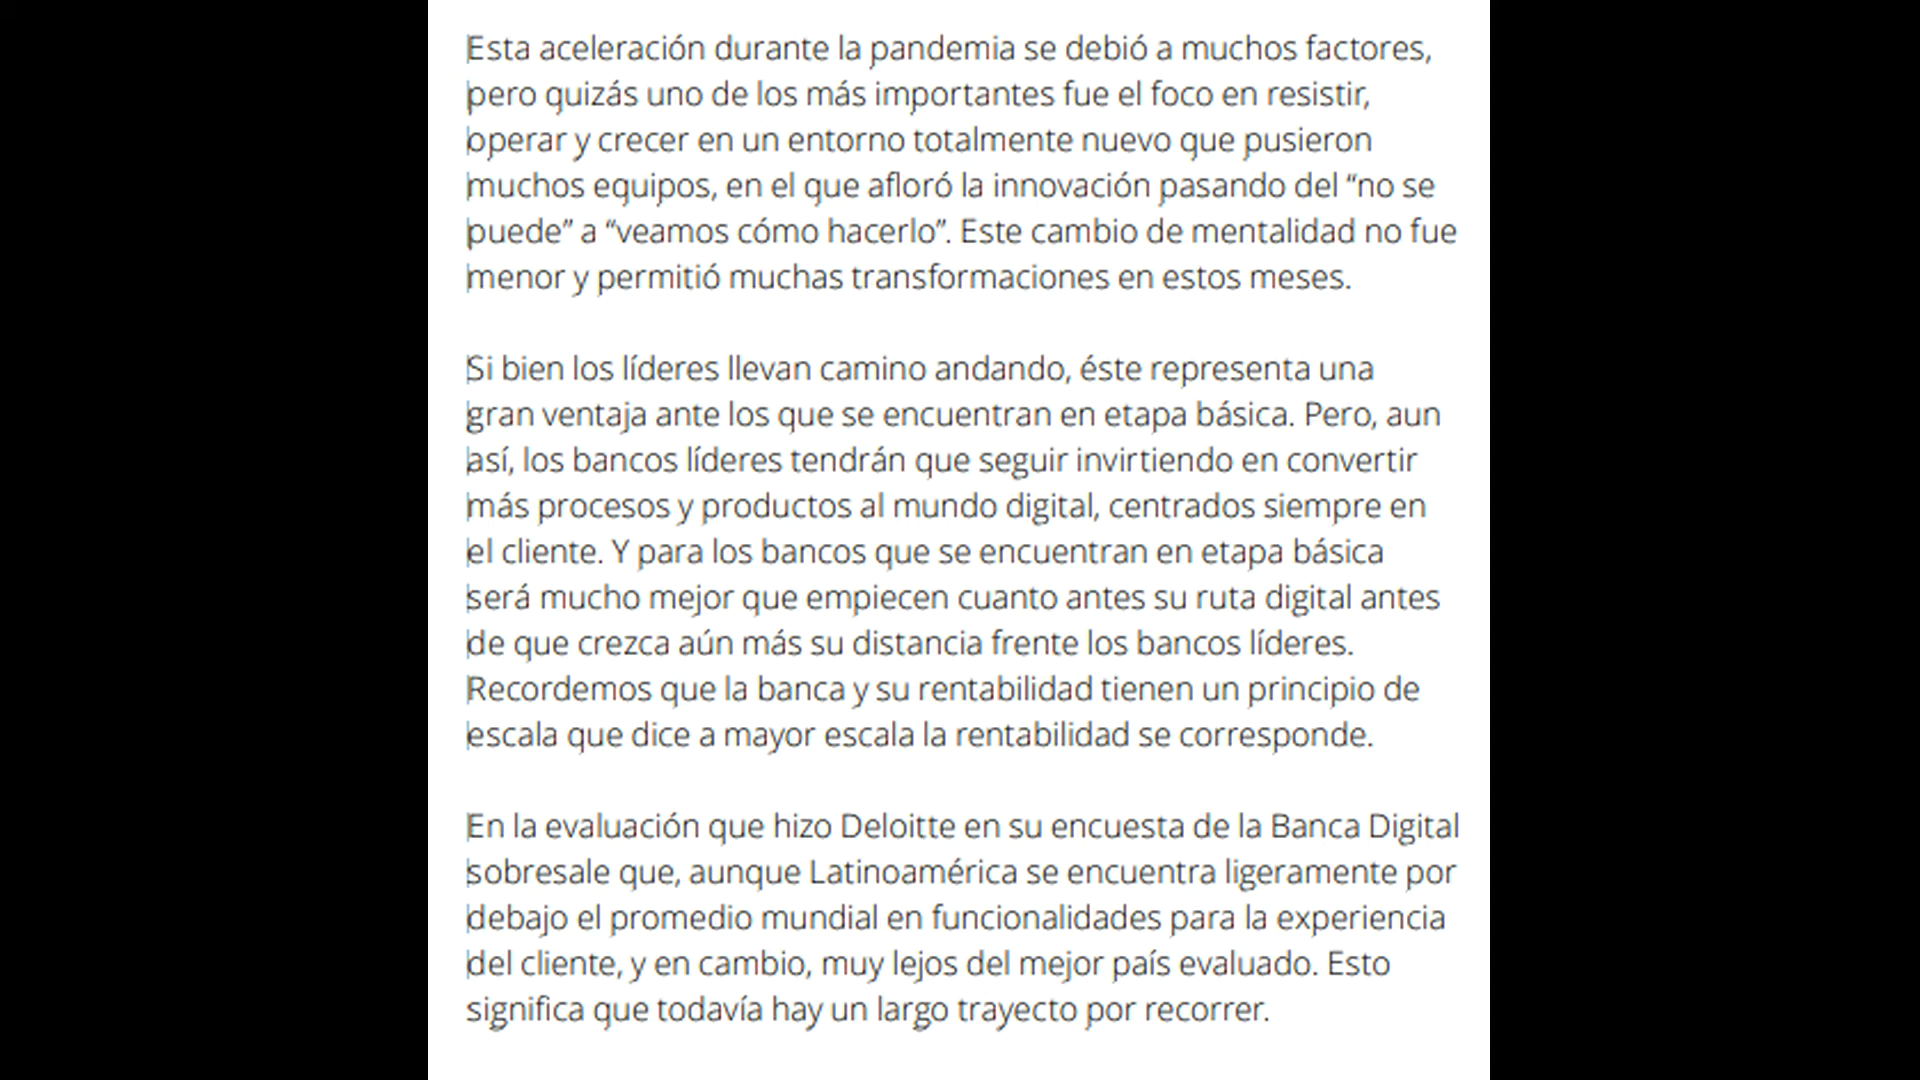 Esta aceleración durante la pandemia se debió a muchos factores,
pero quizás uno de los más importantes fue el foco en resistir,
operar y crecer en un entorno totalmente nuevo que pusieron
muchos equipos, en el que afloró la innovación pasando del “no se
puede” a “veamos cómo hacerlo”. Este cambio de mentalidad no fue
menor y permitió muchas transformaciones en estos meses.
Si bien los líderes llevan camino andando, éste representa una
gran ventaja ante los que se encuentran en etapa básica. Pero, aun
así, los bancos líderes tendrán que seguir invirtiendo en convertir
más procesos y productos al mundo digital, centrados siempre en
el cliente. Y para los bancos que se encuentran en etapa básica
será mucho mejor que empiecen cuanto antes su ruta digital antes
de que crezca aún más su distancia frente los bancos líderes.
Recordemos que la banca y su rentabilidad tienen un principio de
escala que dice a mayor escala la rentabilidad se corresponde.
En la evaluación que hizo Deloitte en su encuesta de la Banca Digital
sobresale que, aunque Latinoamérica se encuentra ligeramente por
debajo el promedio mundial en funcionalidades para la experiencia
del cliente, y en cambio, muy lejos del mejor país evaluado. Esto
significa que todavía hay un largo trayecto por recorrer.